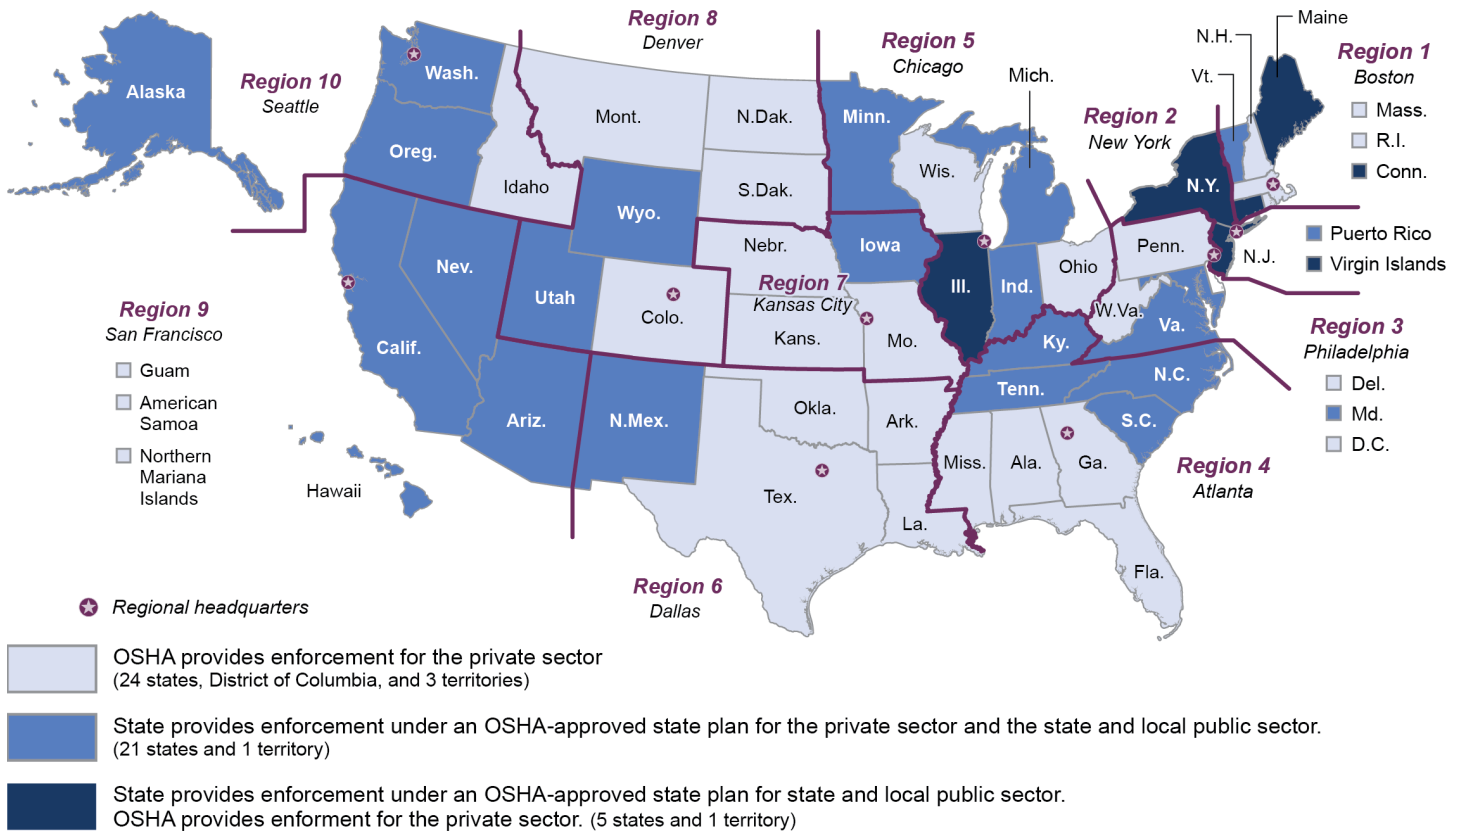 Maine
Region 8
Denver
N.H.
Region 5
Chicago
Region 1
Boston
Vt.
Mich.
Region 10
Seattle
Wash.
Alaska
Mass.
R.I.
Conn.
Region 2
New York
Mont.
N.Dak.
Minn.
Oreg.
Idaho
S.Dak.
Wis.
N.Y.
Wyo.
Puerto Rico
Virgin Islands
Nebr.
Iowa
Penn.
N.J.
Nev.
Ohio
Utah
Region 7
Kansas City
Ill.
Ind.
Region 9
San Francisco
Colo.
W.Va.
Va.
Region 3
Philadelphia
Calif.
Kans.
Mo.
Ky.
Guam
American
Samoa
Northern
Mariana
Islands
Del.
Md.
D.C.
Tenn.
N.C.
Ariz.
N.Mex.
Okla.
Ark.
S.C.
Miss.
Ala.
Ga.
Region 4
Atlanta
Hawaii
Tex.
La.
Fla.
Region 6
Dallas
Regional headquarters
OSHA provides enforcement for the private sector
(24 states, District of Columbia, and 3 territories)
State provides enforcement under an OSHA-approved state plan for the private sector and the state and local public sector.
(21 states and 1 territory)
State provides enforcement under an OSHA-approved state plan for state and local public sector.
OSHA provides enforment for the private sector. (5 states and 1 territory)